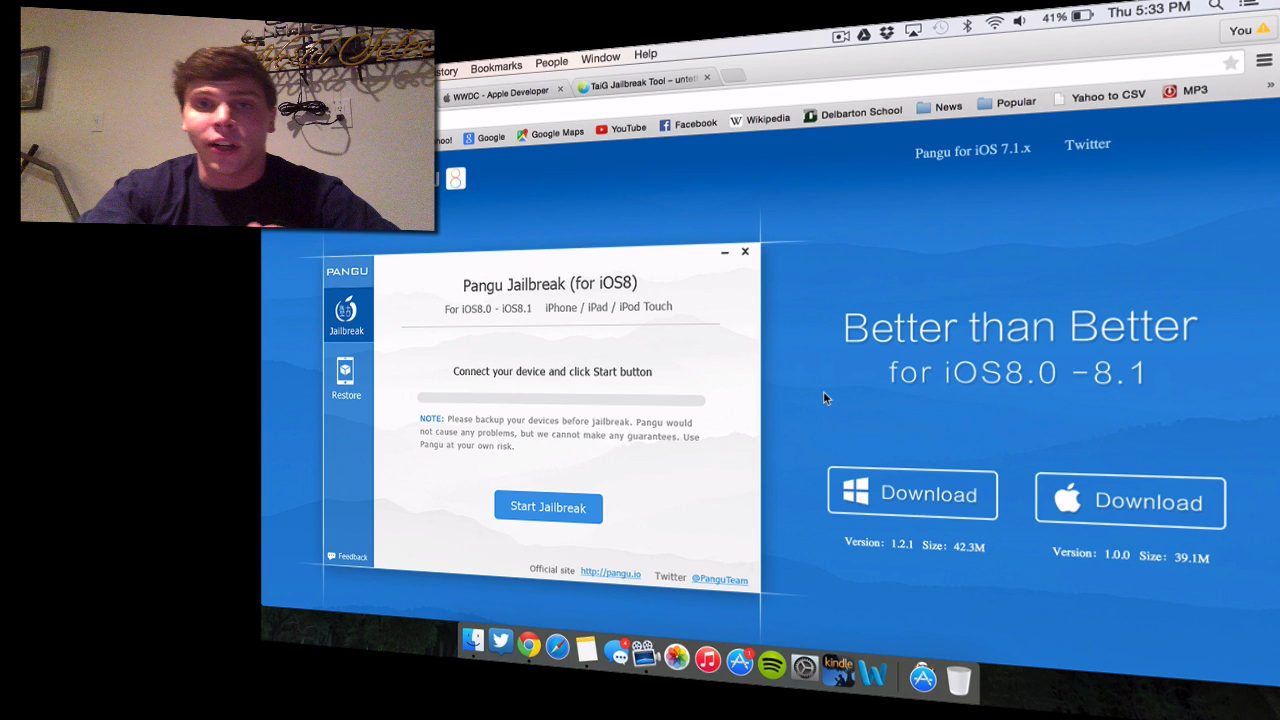 story Bookmarks People Window Help
41% Thu 5:33 PM
WWDC - Apple Developer
TaiG Jailbreak Tool – untet
You
Google
Google Maps
YouTube
Facebook
Wikipedia
Delbarton School
News
Popular
Yahoo to CSV
MP3
»
8
Pangu for iOS 7.1.x
Twitter
PANGU
Jailbreak
Restore
Feedback
Pangu Jailbreak (for iOS8)
For iOS8.0 - iOS8.1 iPhone / iPad / iPod Touch
Connect your device and click Start button
NOTE: Please backup your devices before jailbreak. Pangu would
not cause any problems, but we cannot make any guarantees. Use
Pangu at your own risk.
Start Jailbreak
Official site http://pangu.io Twitter @PanguTeam
Better than Better
for iOS8.0 -8.1
Download
Version: 1.2.1 Size: 42.3M
Download
Version: 1.0.0 Size: 39.1M
4
1
kindle
W